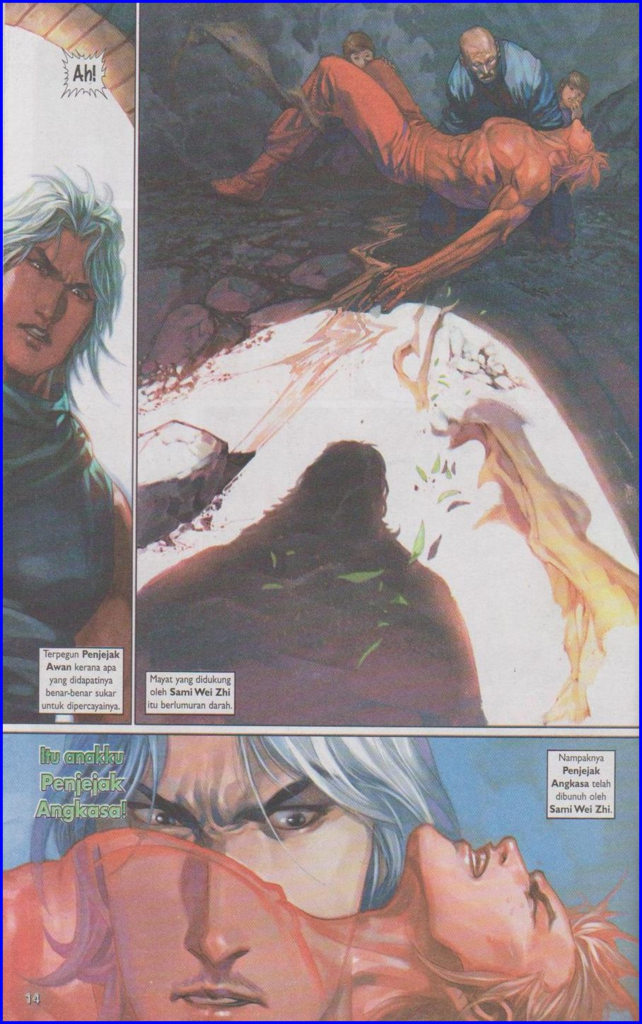 Ah!
Terpegun Penjejak
Awan kerana apa
yang didapatinya
benar-benar sukar
untuk dipercayainya.
Mayat yang didukung
oleh Sami Wei Zhi
itu berlumuran darah.
Itu anakku
Penjejak
Angkasa!
Nampaknya
Penjejak
Angkasa telah
dibunuh oleh
Sami Wei Zhi.
14